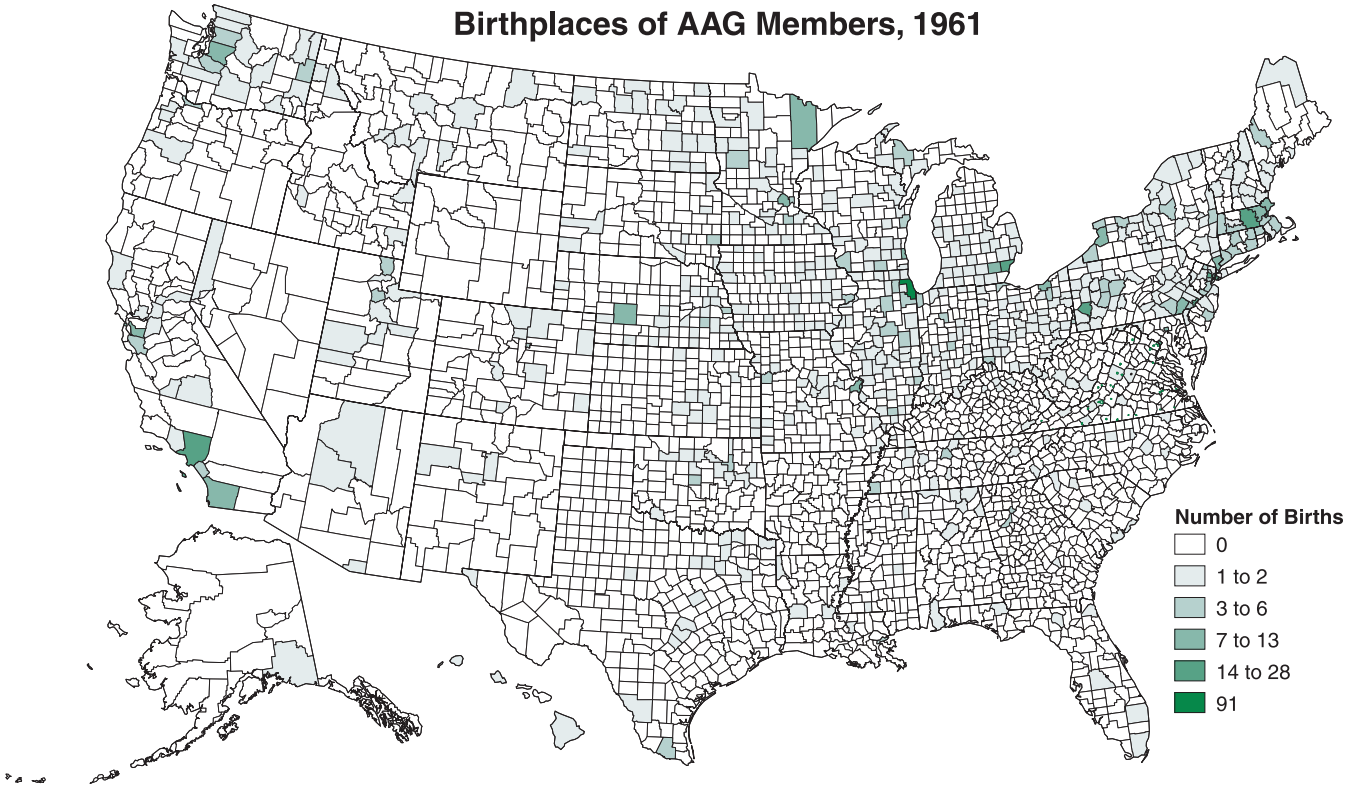 Birthplaces of AAG Members, 1961
Number of Births
0
1 to 2
3 to 6
7 to 13
14 to 28
91